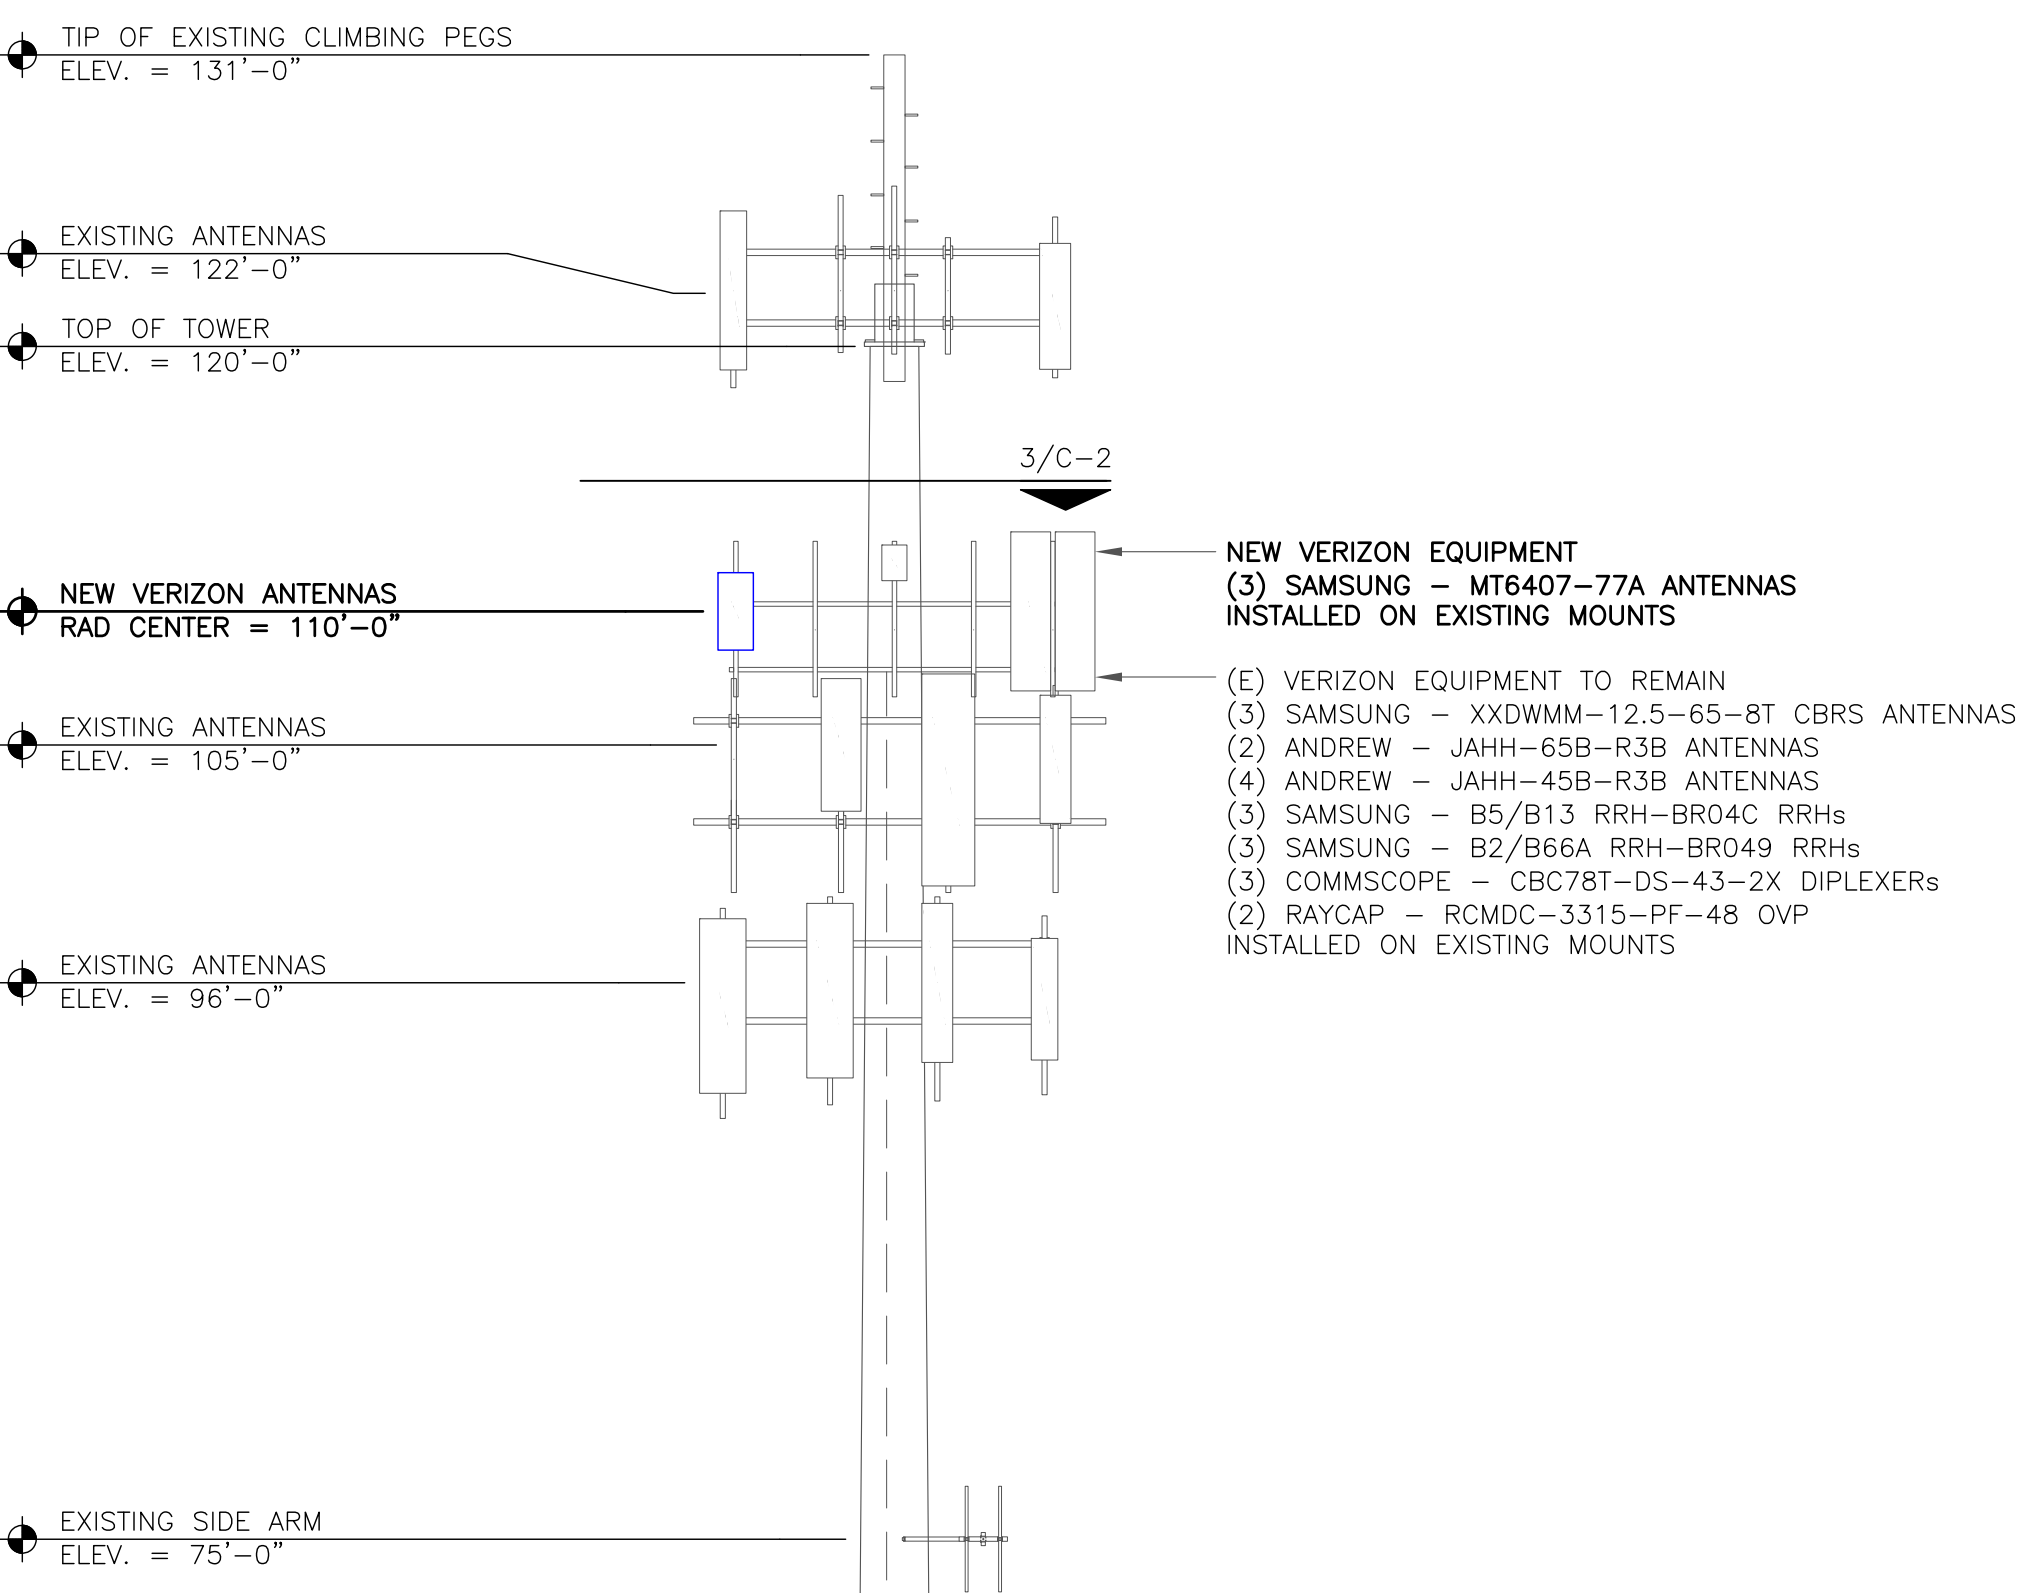 TIP OF EXISTING CLIMBING PEGS
ELEV. = 131'-0"
EXISTING ANTENNAS
ELEV. = 122'-0"
TOP OF TOWER
ELEV. = 120'-0"
3/C-2
NEW VERIZON ANTENNAS
RAD CENTER = 110'-0"
EXISTING ANTENNAS
ELEV. = 105'-0"
EXISTING ANTENNAS
ELEV. = 96'-0"
EXISTING SIDE ARM
ELEV. = 75'-0"
NEW VERIZON EQUIPMENT
(3) SAMSUNG - MT6407-77A ANTENNAS
INSTALLED ON EXISTING MOUNTS
(E) VERIZON EQUIPMENT TO REMAIN
(3) SAMSUNG - XXDWMM-12.5-65-8T CBRS ANTENNAS
(2) ANDREW - JAHH-65B-R3B ANTENNAS
(4) ANDREW - JAHH-45B-R3B ANTENNAS
(3) SAMSUNG - B5/B13 RRH-BR04C RRHs
(3) SAMSUNG - B2/B66A RRH-BR049 RRHs
(3) COMMSCOPE - CBC78T-DS-43-2X DIPLEXERs
(2) RAYCAP - RCMDC-3315-PF-48 OVP
INSTALLED ON EXISTING MOUNTS